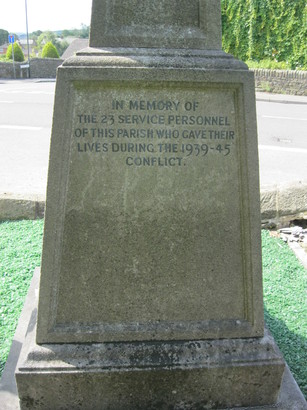 IN MEMORY OF
THE 23 SERVICE PERSONNEL
OF THIS PARISH WHO GAVE THEIR
LIVES DURING THE 1939-45
CONFLICT.